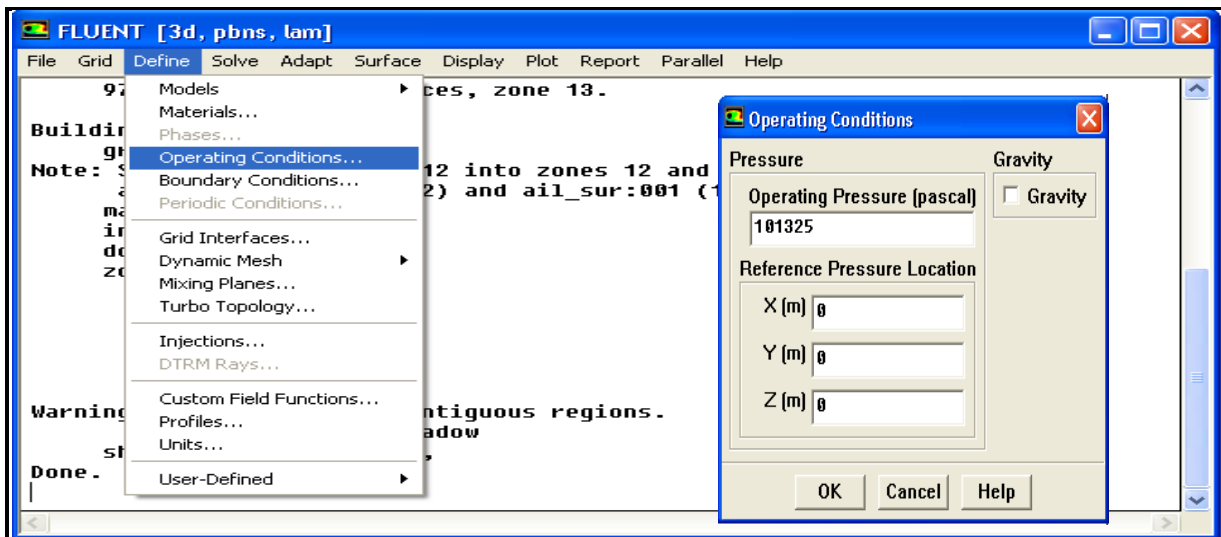 FLUENT [3d, pbns, lam]
File Grid Define Solve Adapt Surface Display Plot Report Parallel Help
ces, zone 13.
Note: 12 into zones 12 and
2) and ail_sur:001 (1
ntiguous regions.
adow
Done.
Models
Materials...
Phases...
Operating Conditions...
Boundary Conditions...
Periodic Conditions...
Grid Interfaces...
Dynamic Mesh
Mixing Planes...
Turbo Topology...
Injections...
DTRM Rays...
Custom Field Functions...
Profiles...
Units...
User-Defined
Operating Conditions
Pressure
Operating Pressure (pascal)
101325
Reference Pressure Location
X (m) 0
Y (m) 0
Z (m) 0
Gravity
Gravity
OK Cancel Help